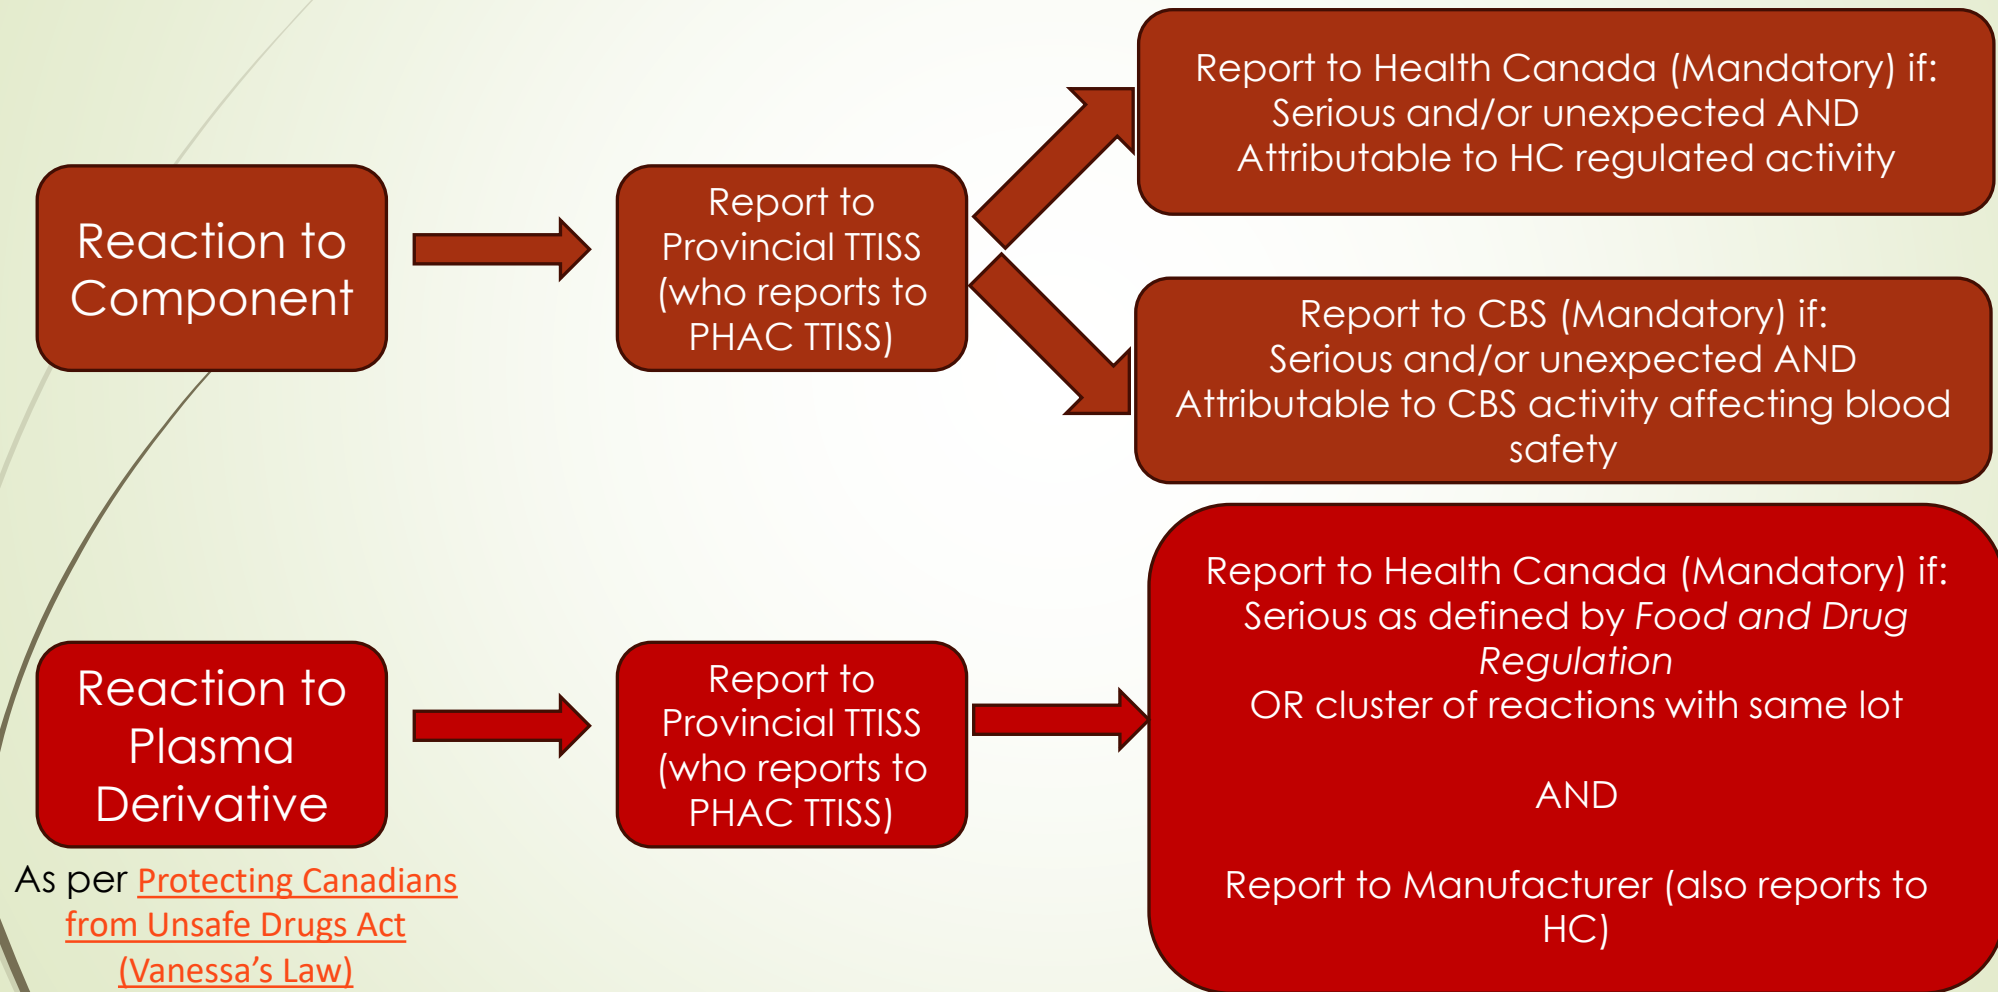 Reaction to
Component
Report to
Provincial TTISS
(who reports to
PHAC TTISS)
Report to Health Canada (Mandatory) if:
Serious and/or unexpected AND
Attributable to HC regulated activity
Report to CBS (Mandatory) if:
Serious and/or unexpected AND
Attributable to CBS activity affecting blood
safety
Reaction to
Plasma
Derivative
As per Protecting Canadians
from Unsafe Drugs Act
(Vanessa's Law)
Report to
Provincial TTISS
(who reports to
PHAC TTISS)
Report to Health Canada (Mandatory) if:
Serious as defined by Food and Drug
Regulation
OR cluster of reactions with same lot
AND
Report to Manufacturer (also reports to
HC)